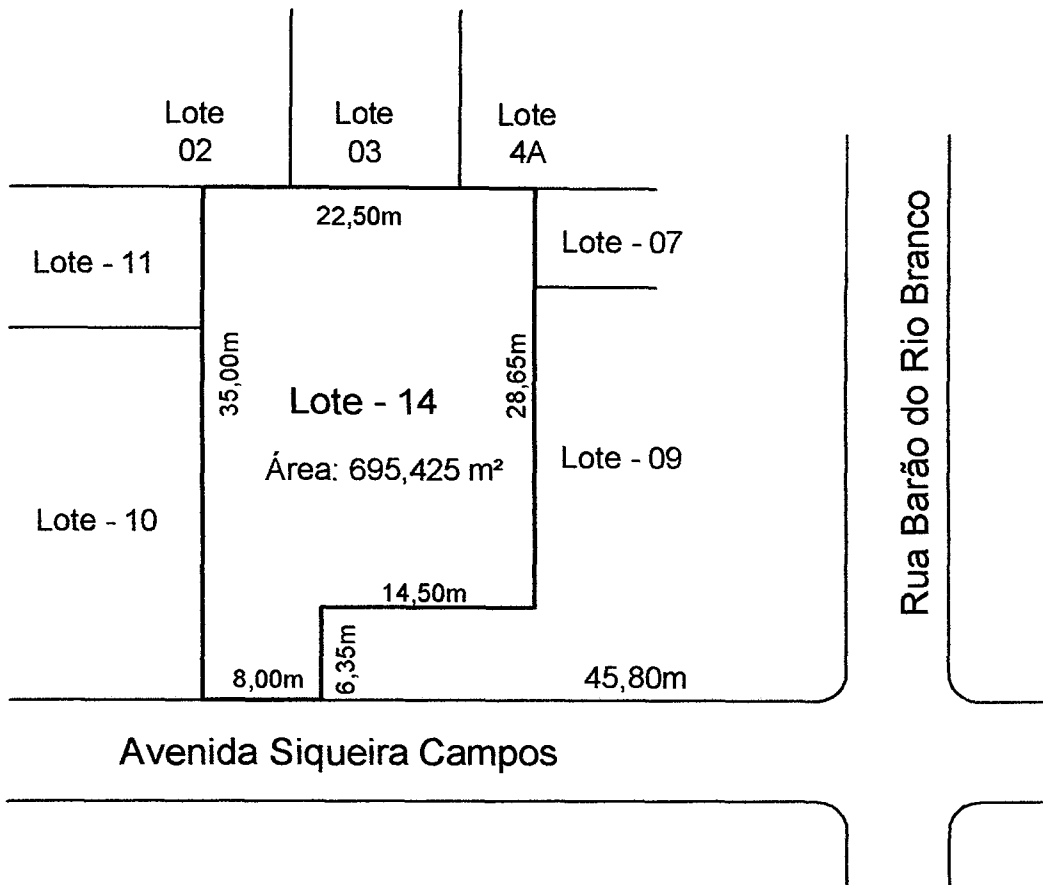 Lote
02
Lote
03
Lote
4A
22,50m
Lote - 11
Lote - 07
35,00m
28,65m
Lote - 14
Área: 695,425 m²
Lote - 09
Lote - 10
14,50m
6,35m
8,00m
45,80m
Avenida Siqueira Campos
Rua Barão do Rio Branco